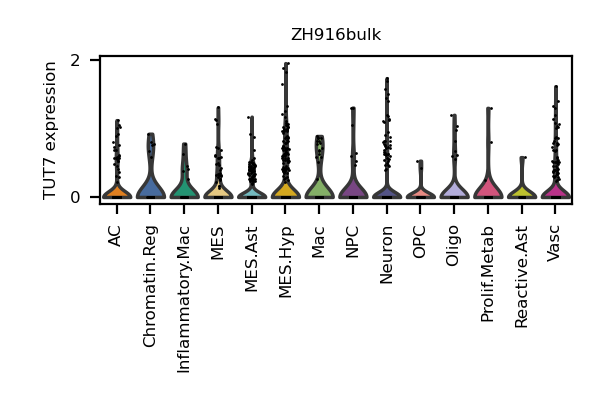 ZH916bulk
TUT7 expression
2
0
AC
Chromatin.Reg
Inflammatory.Mac
MES
MES.Ast
MES.Hyp
Mac
NPC
Neuron
OPC
Oligo
Prolif.Metab
Reactive.Ast
Vasc